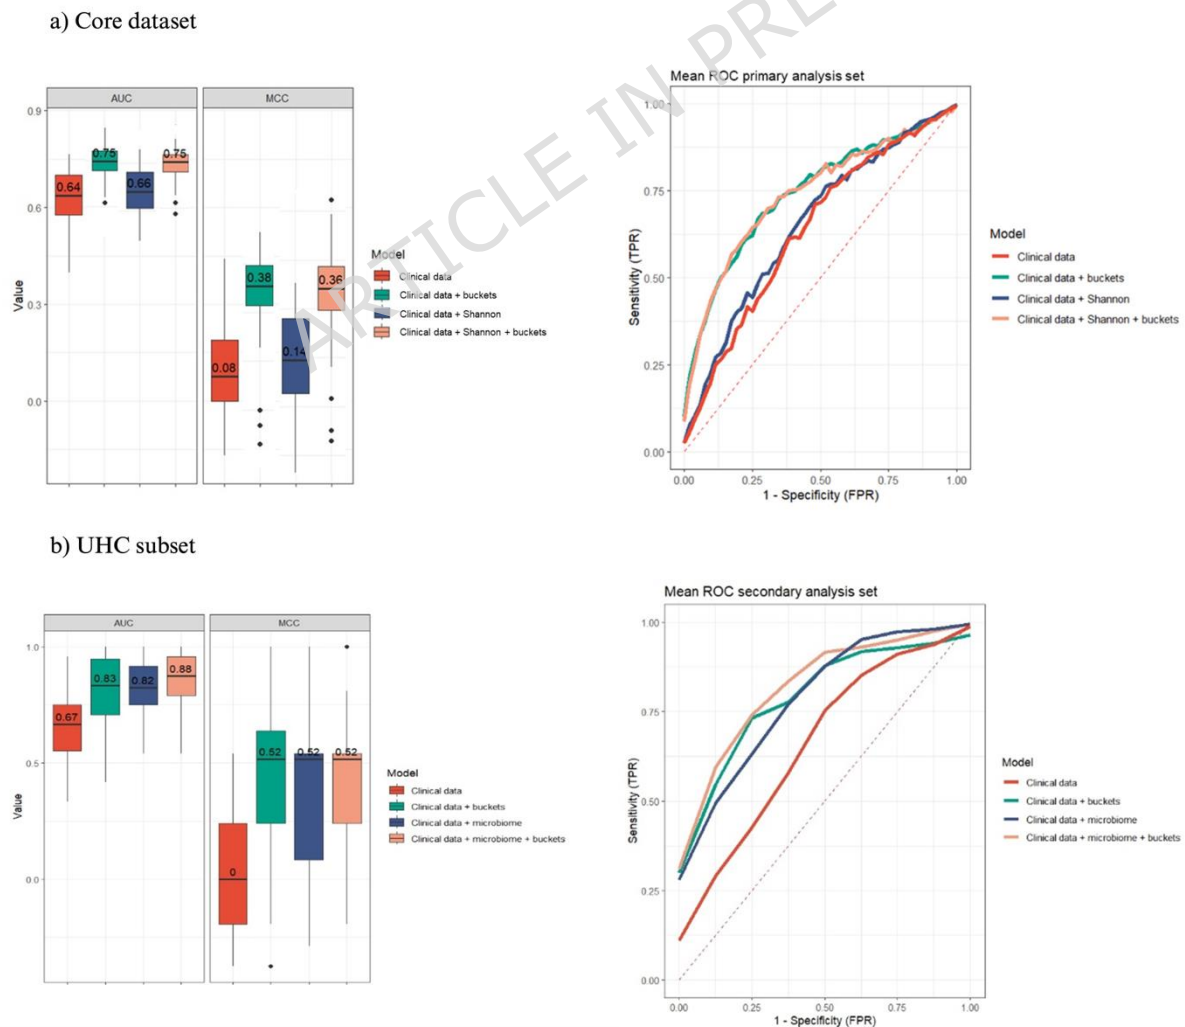 a) Core dataset
ARTICLE IN PRE
AUC
MCC
0.9
0.6
0.3
0.0
Value
0.64
0.75
0.66
0.75
0.08
0.38
0.14
0.36
Model
Clinical data
Clinical data + buckets
Clinical data + Shannon
Clinical data + Shannon + buckets
Mean ROC primary analysis set
1.00
0.75
0.50
0.25
0.00
Sensitivity (TPR)
0.00
0.25
0.50
0.75
1.00
1 - Specificity (FPR)
Model
Clinical data
Clinical data + buckets
Clinical data + Shannon
Clinical data + Shannon + buckets
b) UHC subset
AUC
MCC
1.0
0.5
0.0
Value
0.67
0.83
0.82
0.88
0
0.52
0.52
0.52
Model
Clinical data
Clinical data + buckets
Clinical data + microbiome
Clinical data + microbiome + buckets
Mean ROC secondary analysis set
1.00
0.75
0.50
0.25
0.00
Sensitivity (TPR)
0.00
0.25
0.50
0.75
1.00
1 - Specificity (FPR)
Model
Clinical data
Clinical data + buckets
Clinical data + microbiome
Clinical data + microbiome + buckets